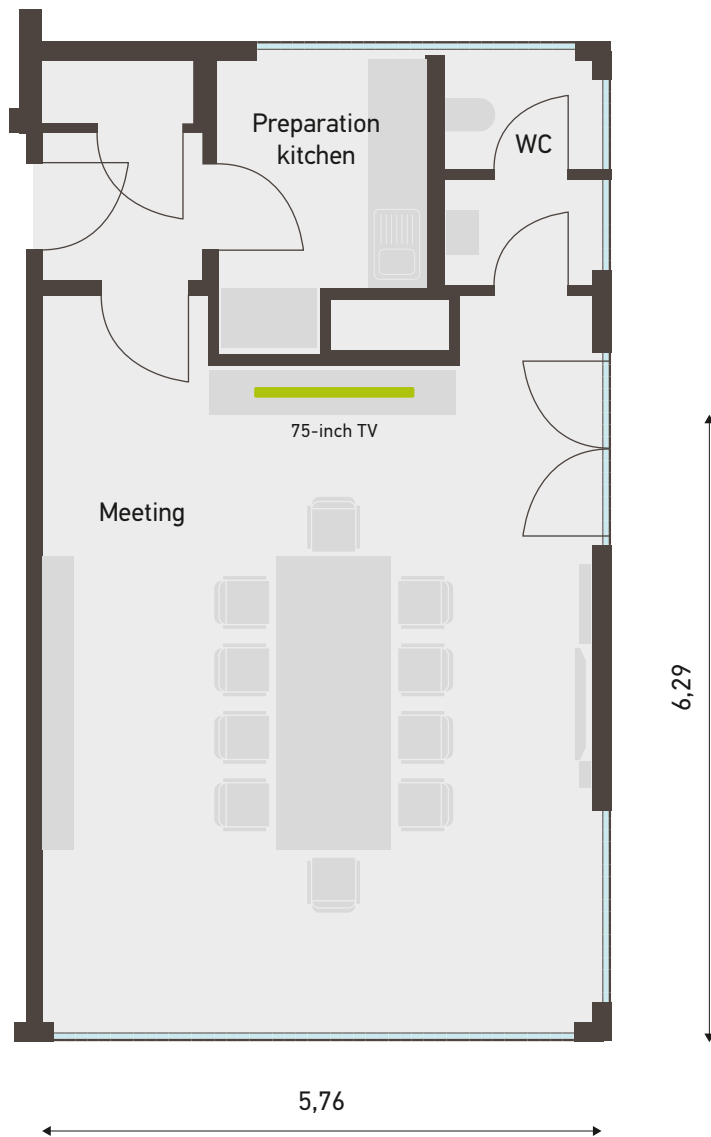 Preparation
kitchen
WC
75-inch TV
Meeting
6,29
5,76